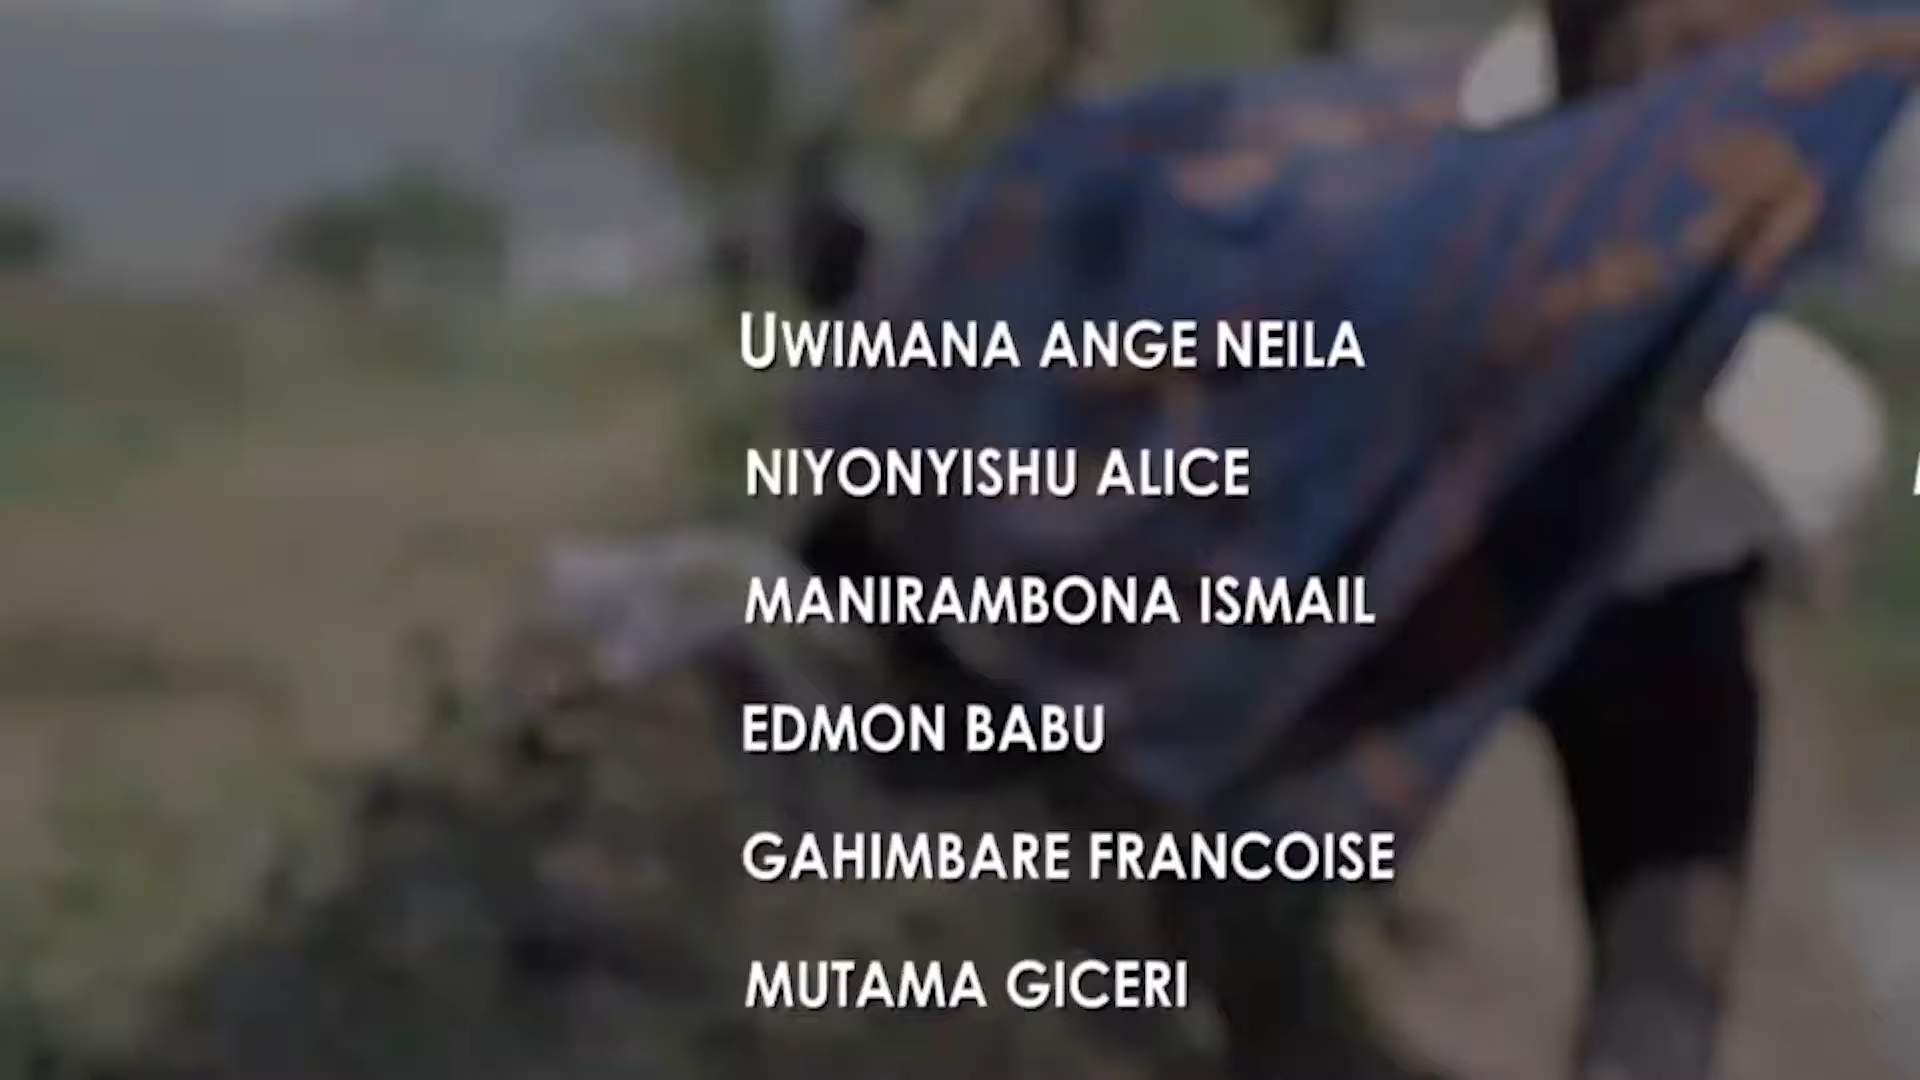 UWIMANA ANGE NEILA
NIYONYISHU ALICE
MANIRAMBONA ISMAIL
EDMON BABU
GAHIMBARE FRANCOISE
MUTAMA GICERI